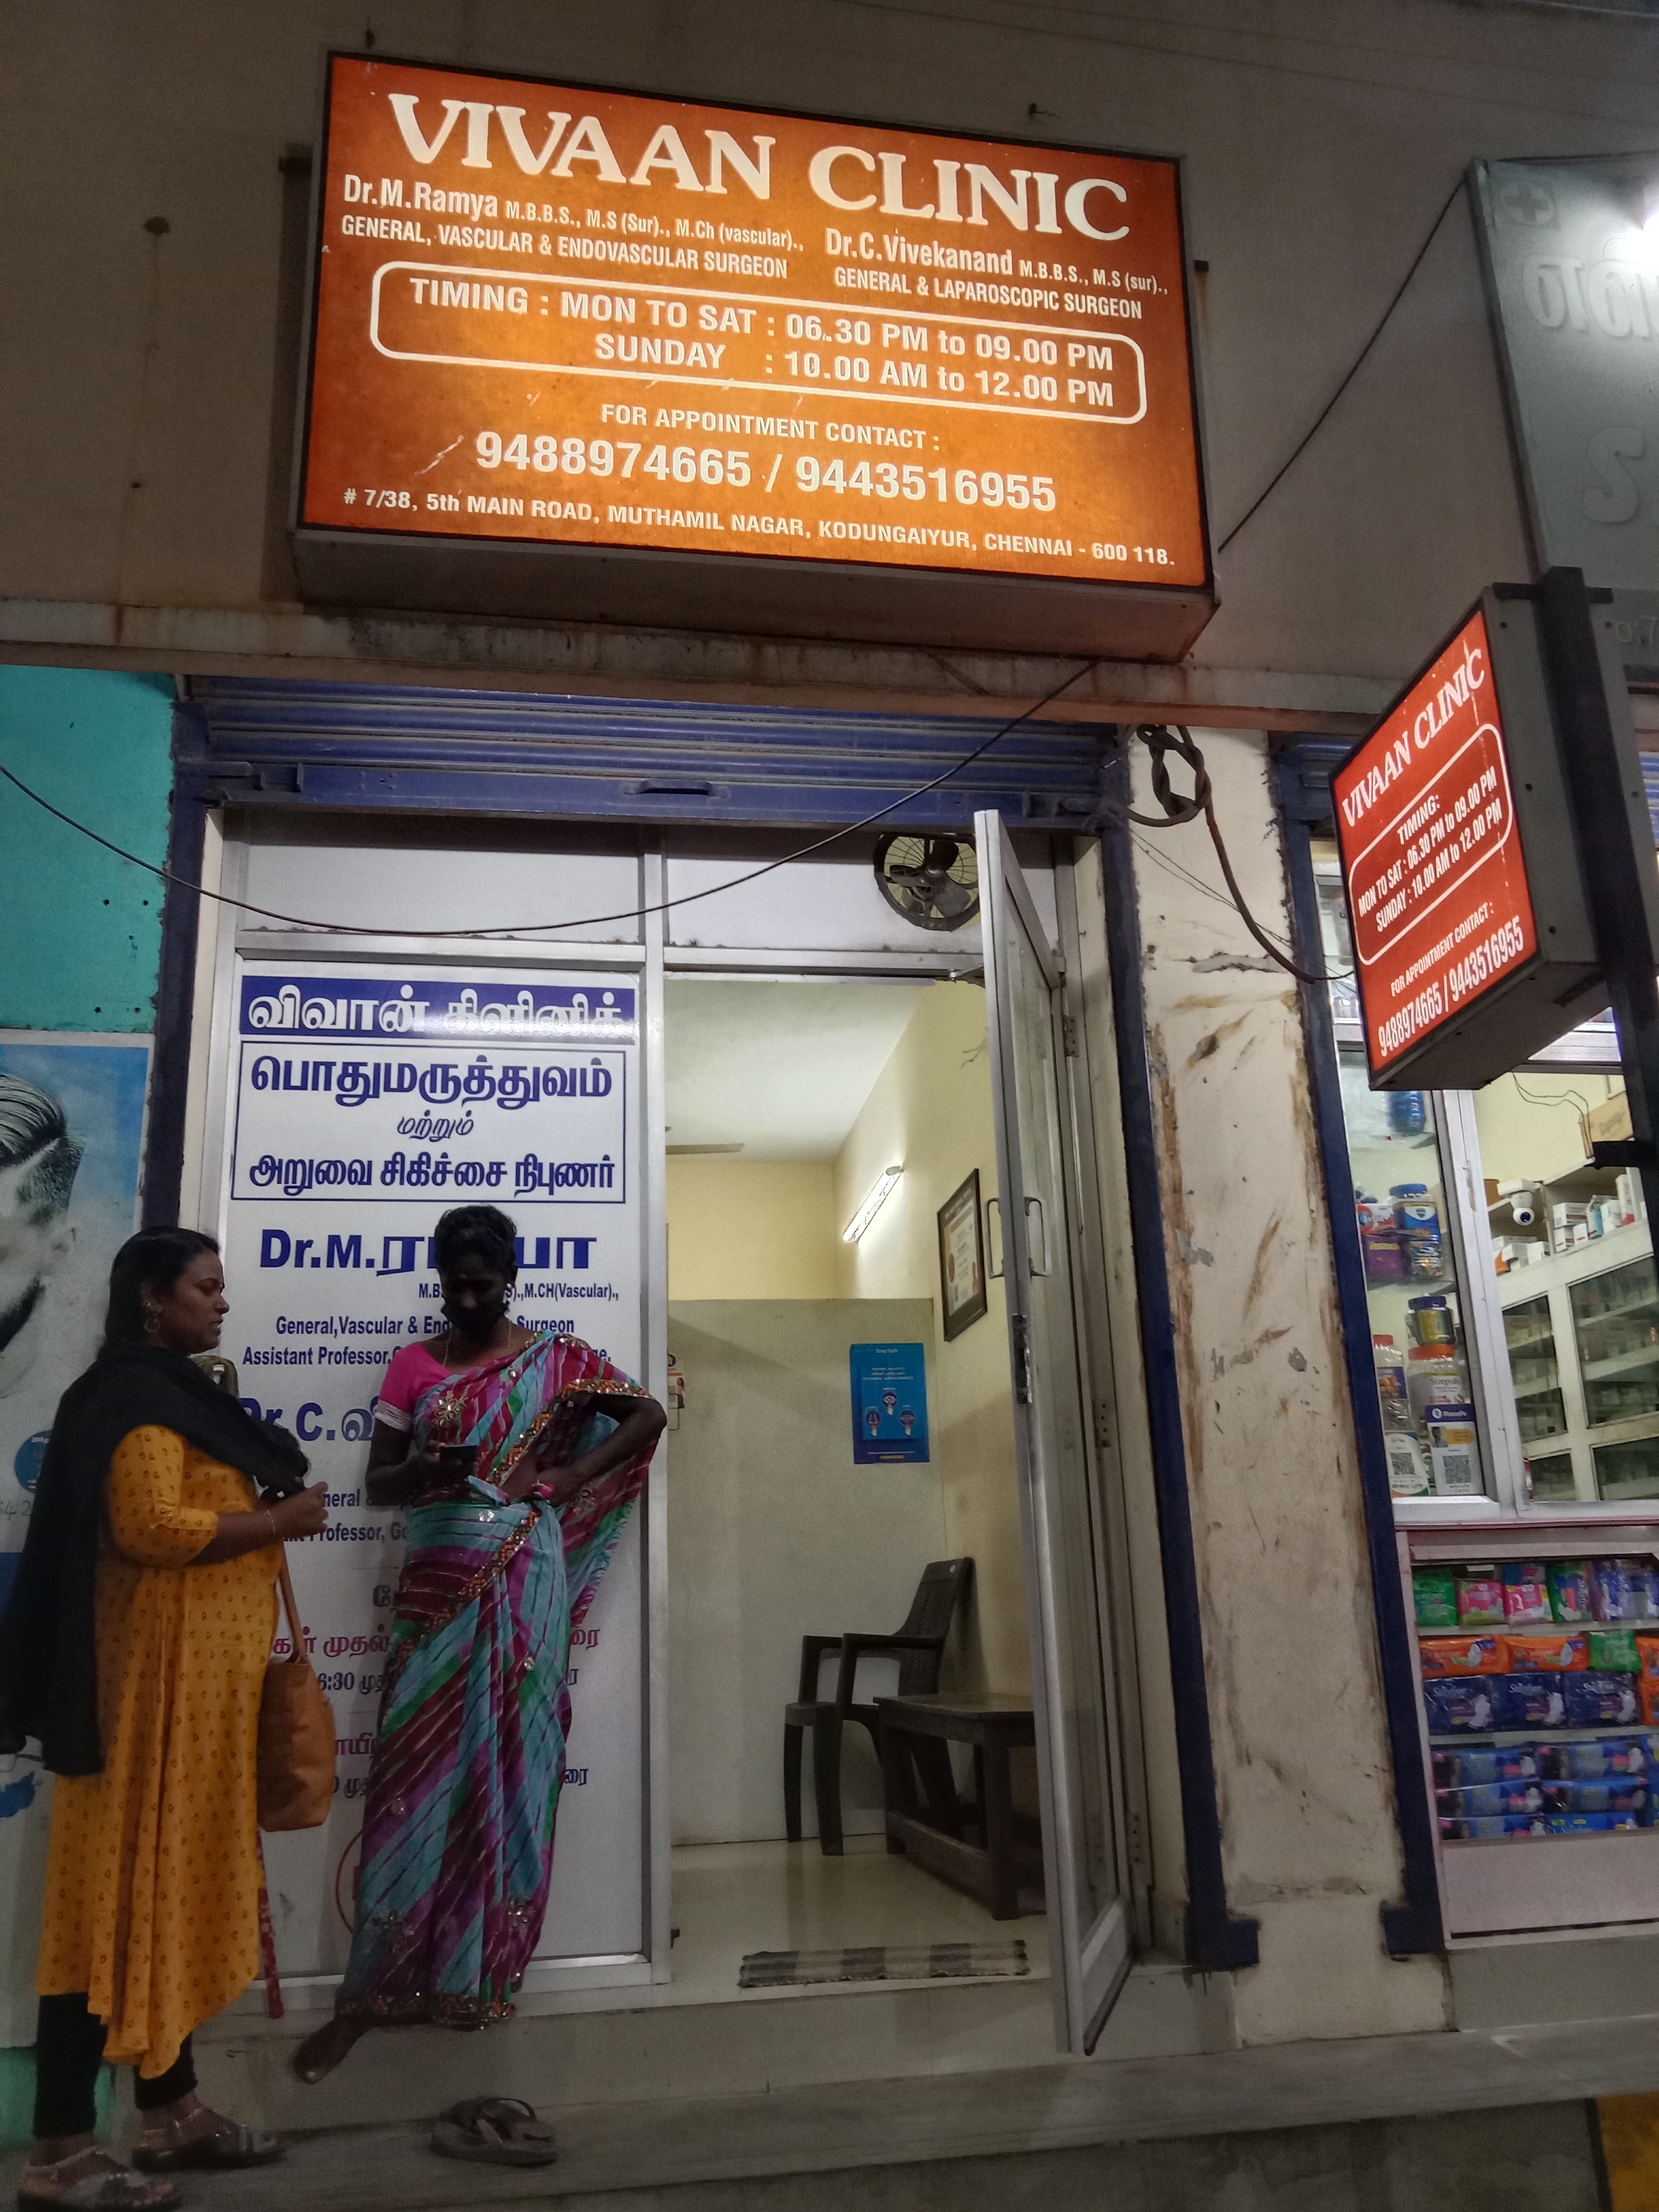 VIVAAN CLINIC
Dr.M.Ramya M.B.B.S., M.S (Sur)., M.Ch (vascular).,
GENERAL, VASCULAR & ENDOVASCULAR SURGEON
Dr.C.Vivekanand M.B.B.S., M.S (sur).,
GENERAL & LAPAROSCOPIC SURGEON
TIMING : MON TO SAT : 06.30 PM to 09.00 PM
SUNDAY : 10.00 AM to 12.00 PM
FOR APPOINTMENT CONTACT :
9488974665 / 9443516955
# 7/38, 5th MAIN ROAD, MUTHAMIL NAGAR, KODUNGAIYUR, CHENNAI - 600 118.
VIVAAN CLINIC
TIMING:
MON TO SAT : 06.30 PM to 09.00 PM
SUNDAY : 10.00 AM to 12.00 PM
FOR APPOINTMENT CONTACT :
9488974665 / 9443516955
விவான் கிளினிக்
பொதுமருத்துவம்
மற்றும்
அறுவை சிகிச்சை நிபுணர்
Dr.M.
M.CH(Vascular).,
General,Vascular & Surgeon
Assistant Professor,
Dr.C.
Professor,
முதல்
6:30